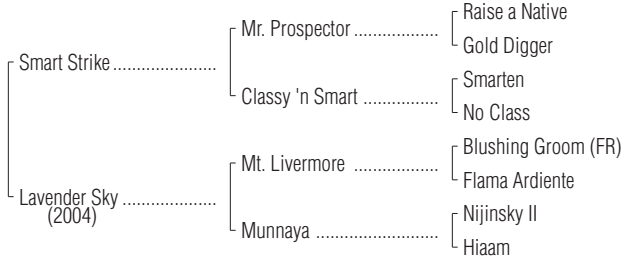 Raise a Native
Mr. Prospector ..................
Gold Digger
Smart Strike ......................
Smarten
Classy 'n Smart ................
No Class
Blushing Groom (FR)
Mt. Livermore ..................
Flama Ardiente
Lavender Sky ....................
(2004)
Nijinsky II
Munnaya ..........................
Hiaam